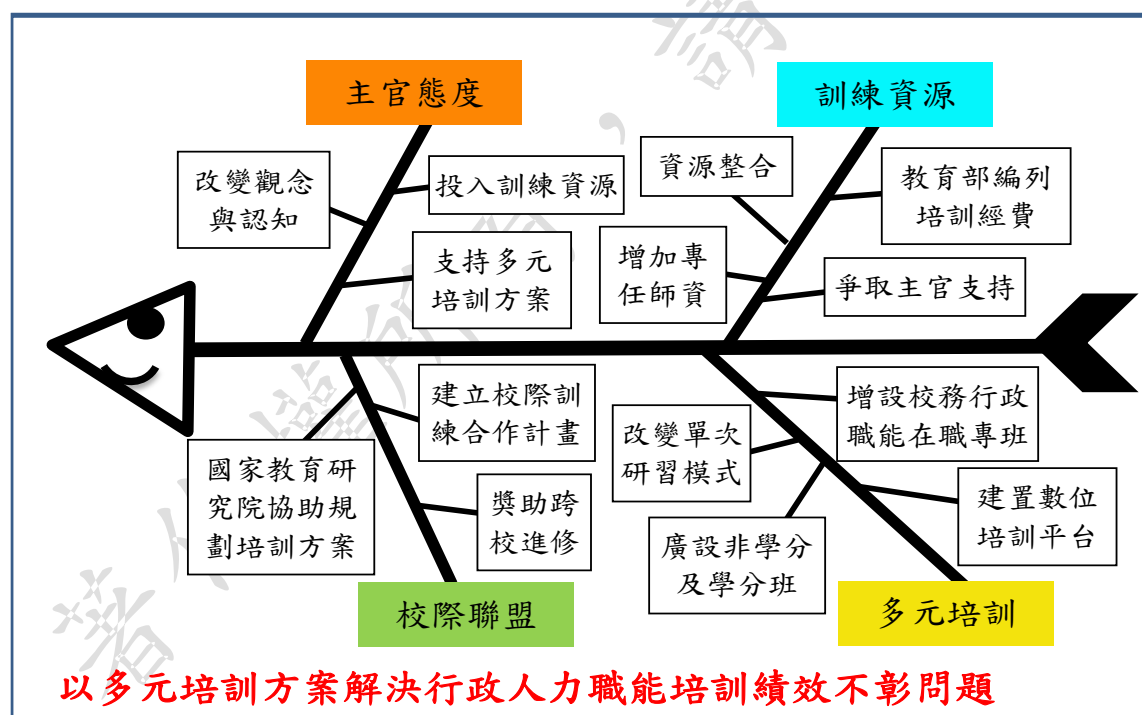 主官態度
訓練資源
改變觀念
與認知
投入訓練資源
支持多元
培訓方案
資源整合
教育部編列
培訓經費
增加專
任師資
爭取主官支持
建立校際訓
練合作計畫
國家教育研
究院協助規
劃培訓方案
獎助跨
校進修
增設校務行政
職能在職專班
改變單次
研習模式
建置數位
培訓平台
廣設非學分
及學分班
校際聯盟
多元培訓
以多元培訓方案解決行政人力職能培訓績效不彰問題